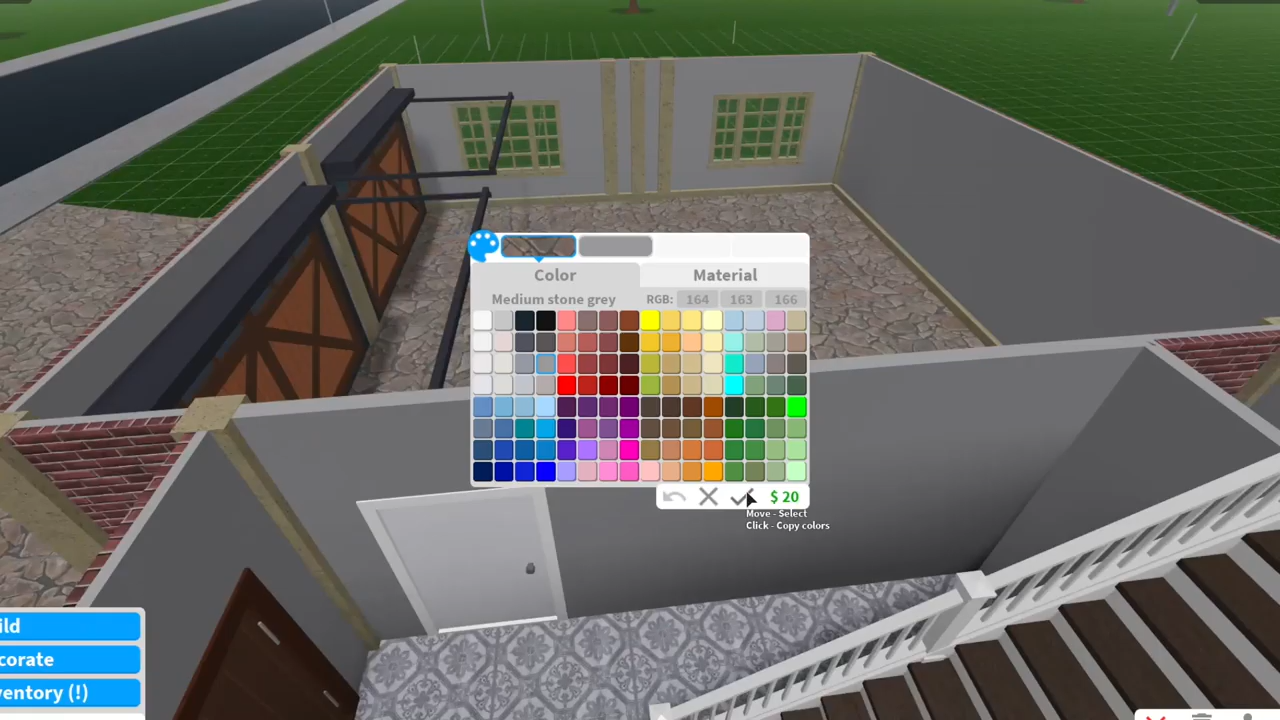 Color
Material
Medium stone grey
RGB: 164 163 166
$ 20
Move - Select
Click - Copy colors
ild
corate
ventory (!)